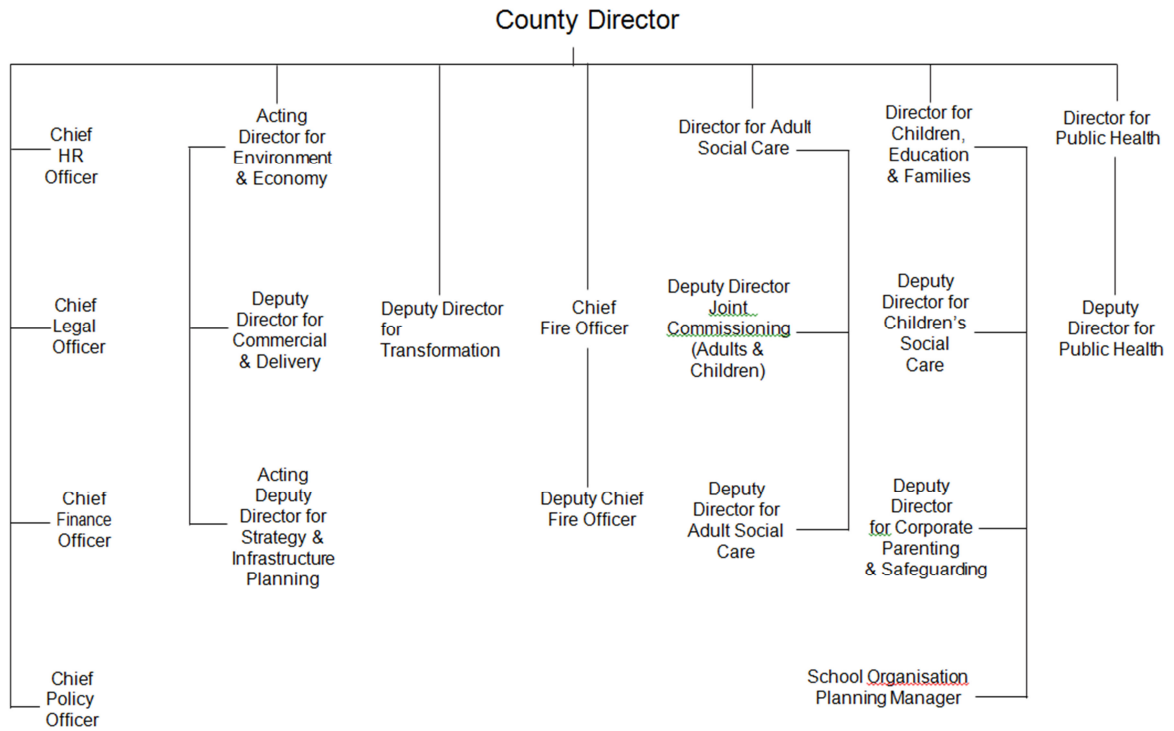 County Director
Chief
HR
Officer
Chief
Legal
Officer
Chief
Finance
Officer
Chief
Policy
Officer
Acting
Director for
Environment
& Economy
Deputy
Director for
Commercial
& Delivery
Acting
Deputy
Director for
Strategy &
Infrastructure
Planning
Deputy Director
for
Transformation
Chief
Fire Officer
Deputy Chief
Fire Officer
Director for Adult
Social Care
Deputy Director
Joint
Commissioning
(Adults &
Children)
Deputy
Director for
Adult Social
Care
Director for
Children,
Education
& Families
Deputy
Director for
Children's
Social
Care
Deputy
Director
for Corporate
Parenting
& Safeguarding
School Organisation
Planning Manager
Director for
Public Health
Deputy
Director for
Public Health